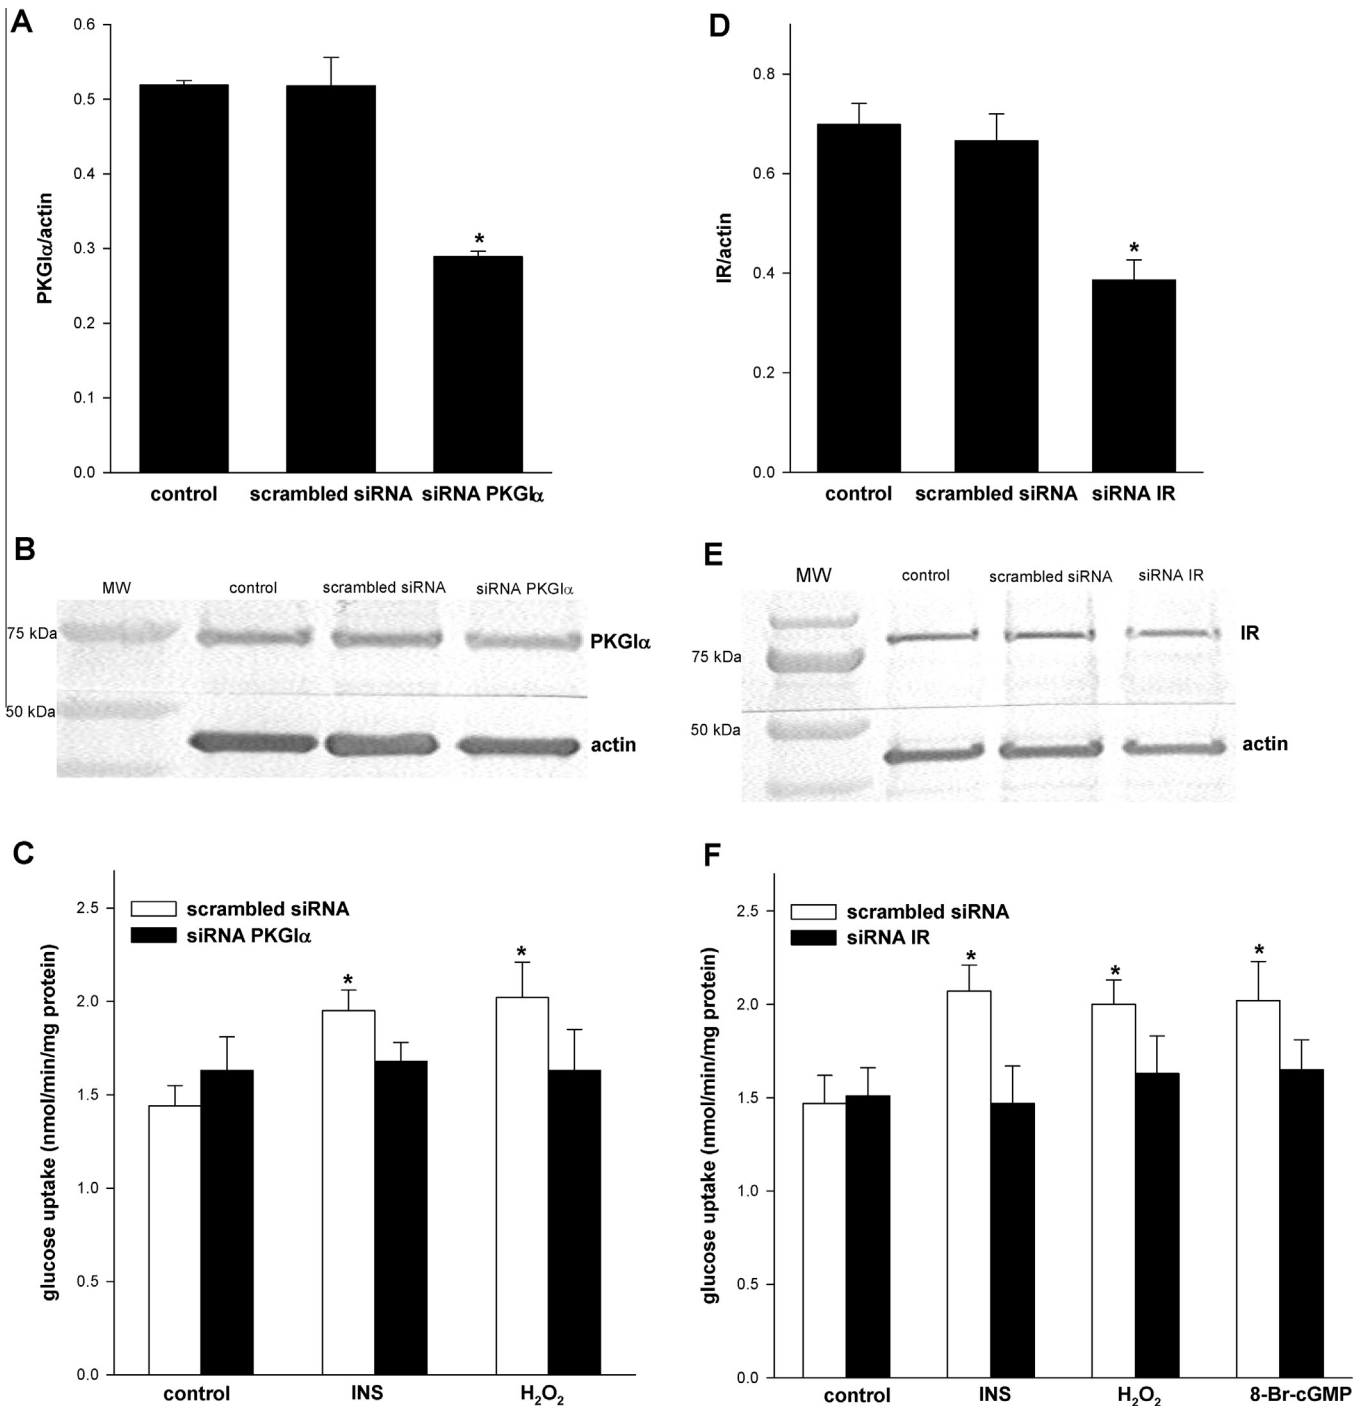 A
0.6
0.5
0.4
0.3
0.2
0.1
0.0
PKGIα/actin
*
control scrambled siRNA siRNA PKGIα
D
0.8
0.6
0.4
0.2
0.0
IR/actin
*
control scrambled siRNA siRNA IR
B
MW control scrambled siRNA siRNA PKGIα
75 kDa PKGIα
50 kDa
actin
E
MW control scrambled siRNA siRNA IR
IR
75 kDa
50 kDa
actin
C
scrambled siRNA
siRNA PKGIα
2.5
2.0
1.5
1.0
0.5
0.0
glucose uptake (nmol/min/mg protein)
* *
control INS H₂O₂
F
scrambled siRNA
siRNA IR
2.5
2.0
1.5
1.0
0.5
0.0
glucose uptake (nmol/min/mg protein)
* * *
control INS H₂O₂ 8-Br-cGMP